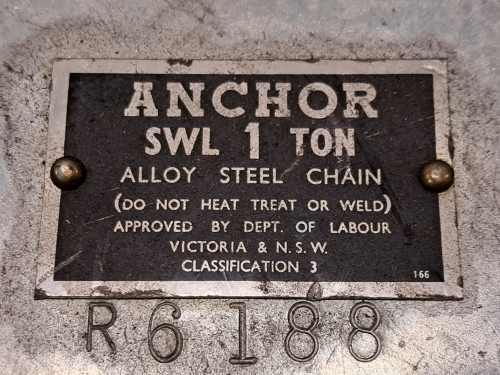 ANCHOR
SWL 1 TON
ALLOY STEEL CHAIN
(DO NOT HEAT TREAT OR WELD)
APPROVED BY DEPT. OF LABOUR
VICTORIA & N.S.W.
CLASSIFICATION 3
166
R6188